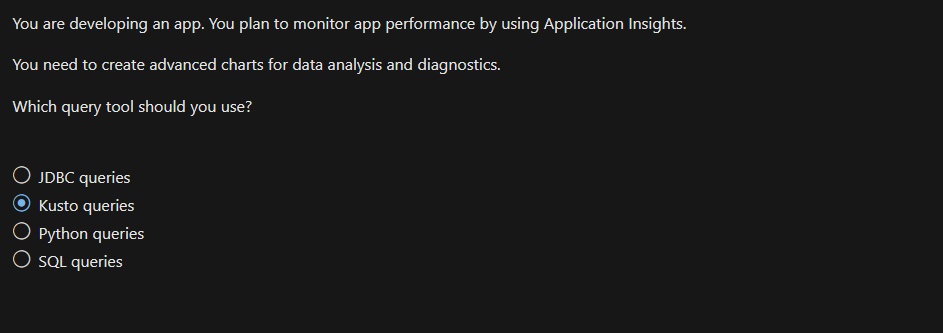 You are developing an app. You plan to monitor app performance by using Application Insights.
You need to create advanced charts for data analysis and diagnostics.
Which query tool should you use?
JDBC queries
Kusto queries
Python queries
SQL queries